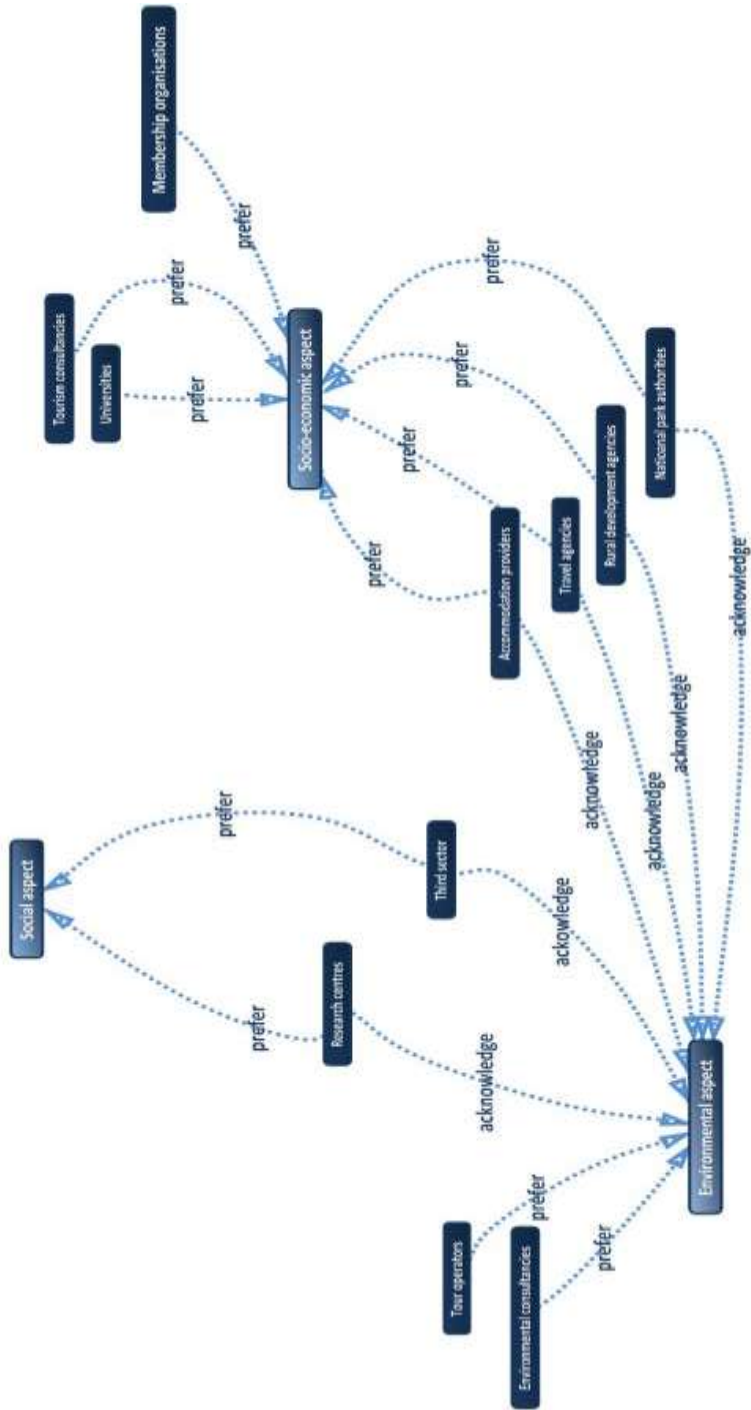 Social aspect
Tourism consultancies
Universities
Membership organisations
prefer
prefer
prefer
prefer
prefer
Socio-economic aspect
Research centres
prefer
prefer
Third sector
Tour operators
prefer
acknowledge
prefer
Accommodation providers
Environmental consultancies
prefer
ackowledge
Travel agencies
acknowledge
prefer
Rural development agencies
acknowledge
Natioanal park authorities
acknowledge
Environmental aspect
acknowledge